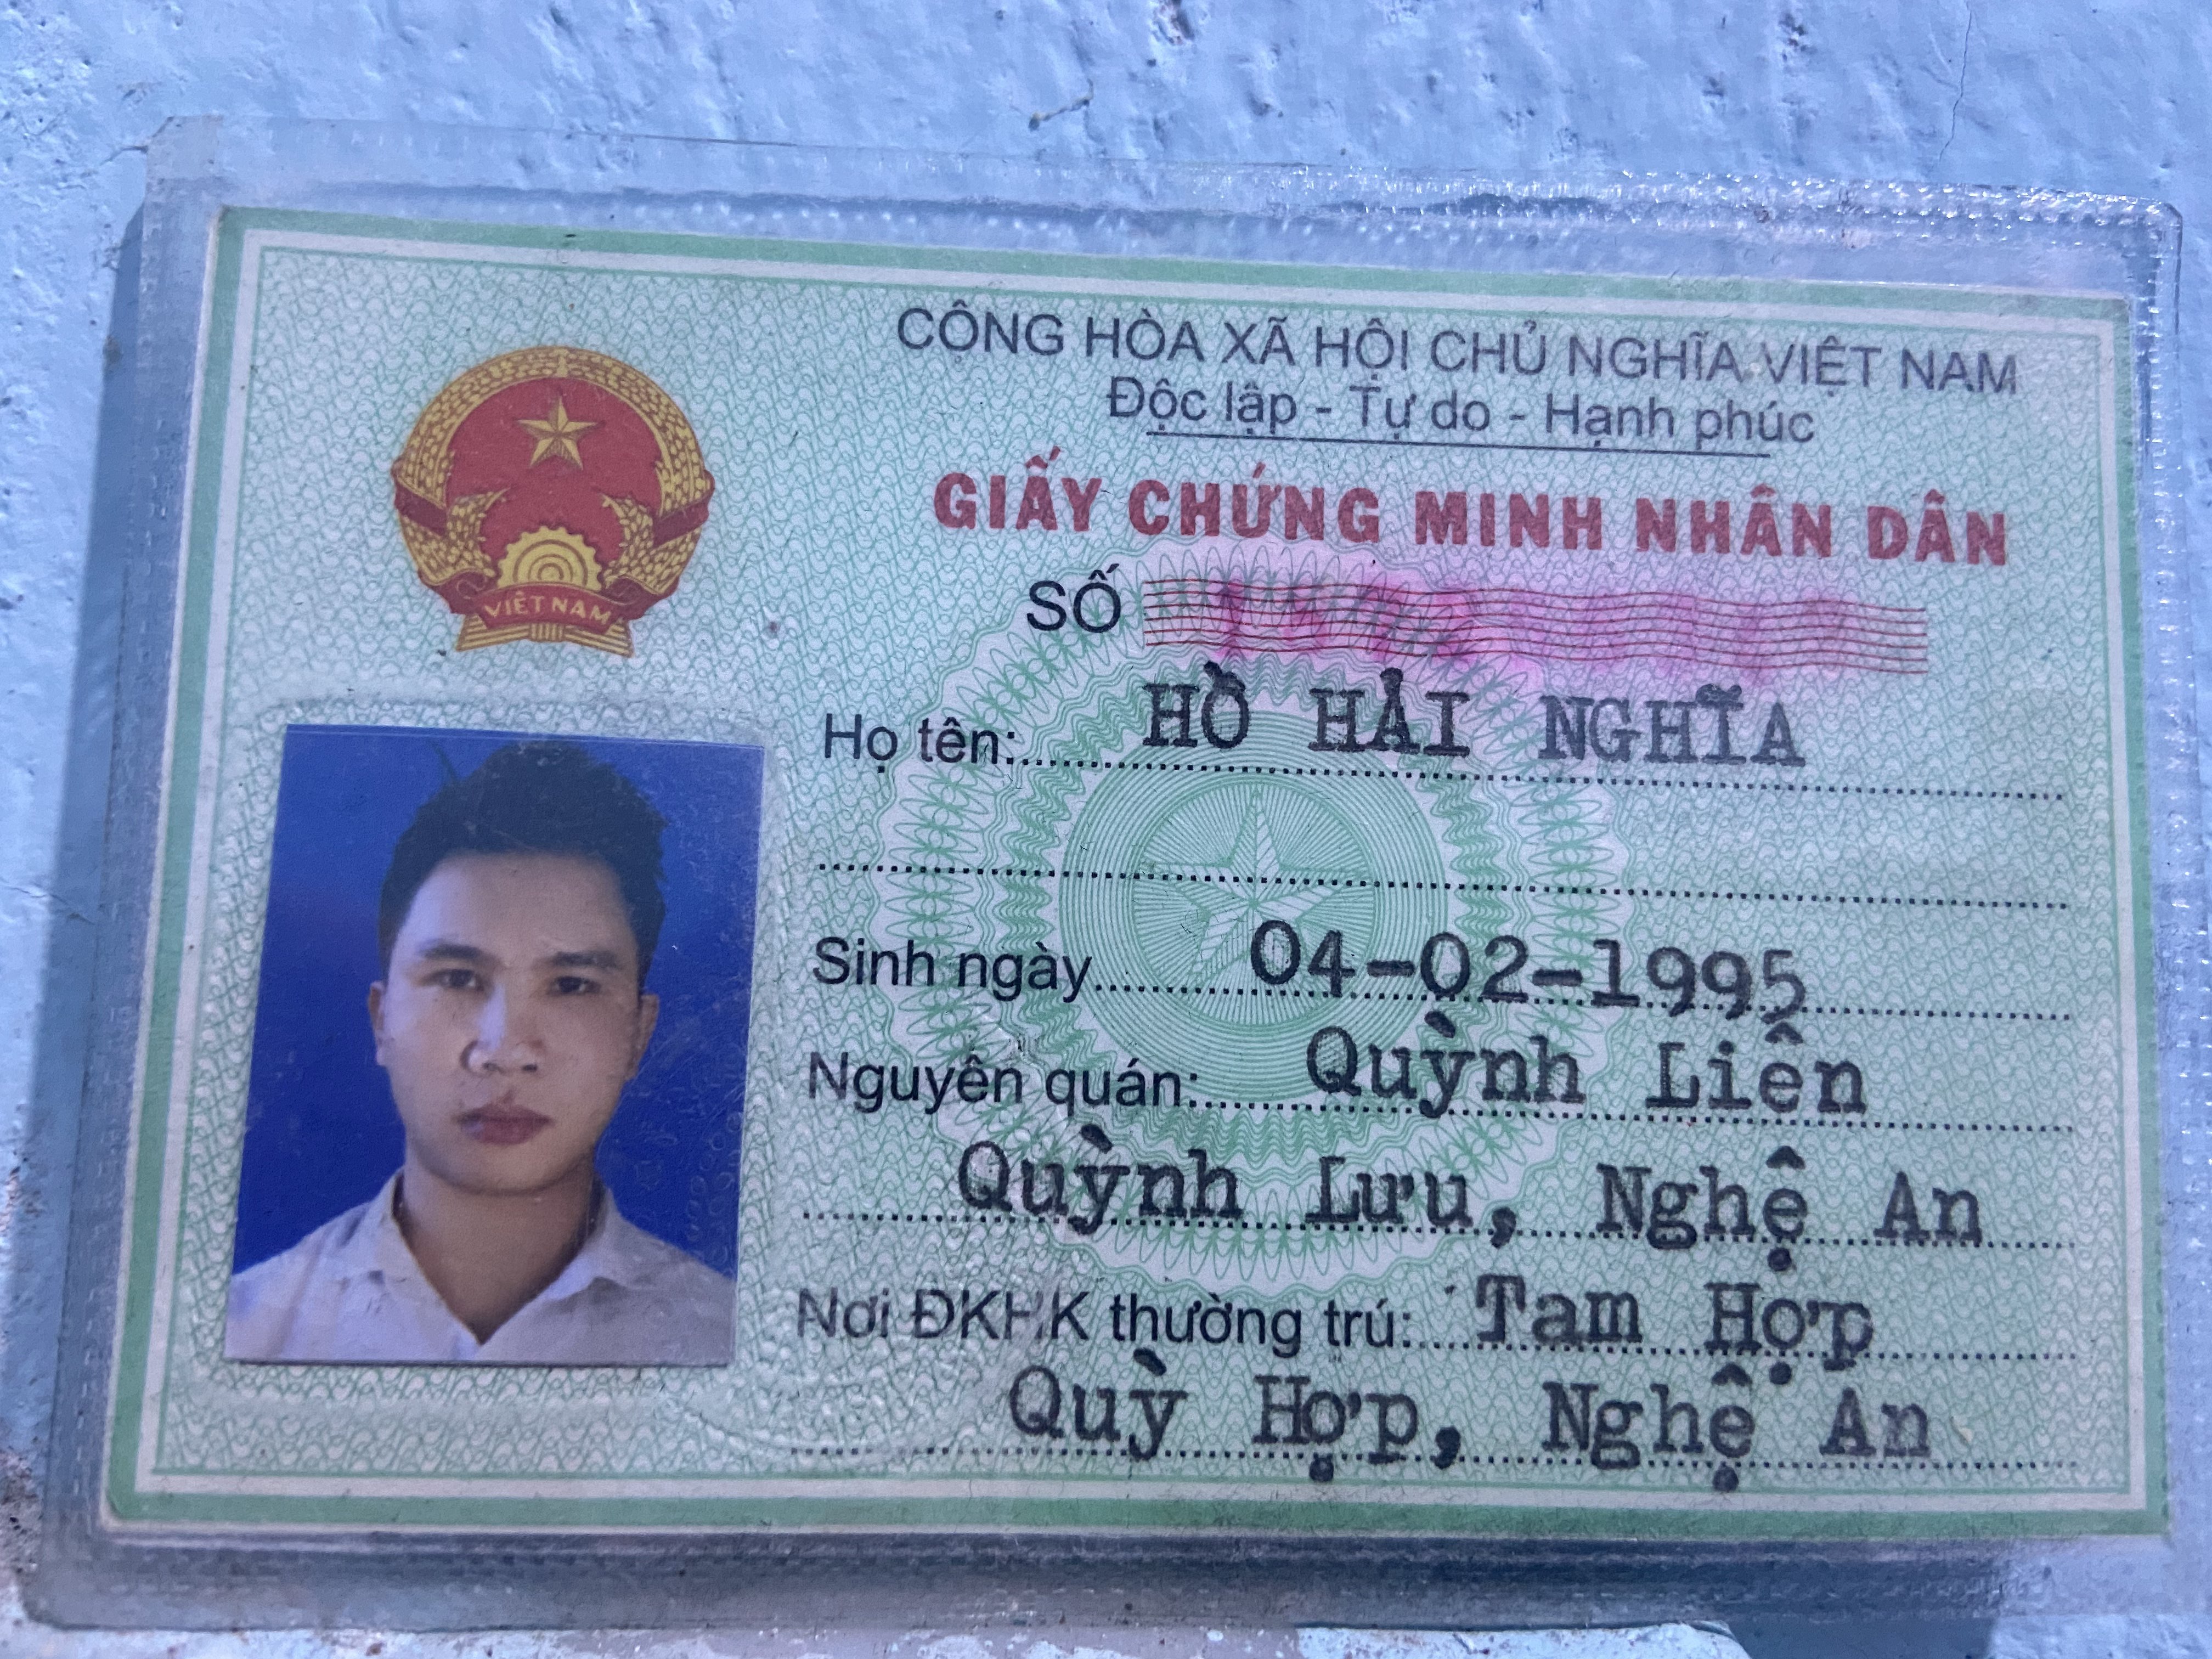 CỘNG HÒA XÃ HỘI CHỦ NGHĨA VIỆT NAM
Độc lập - Tự do - Hạnh phúc
GIẤY CHỨNG MINH NHÂN DÂN
SỐ
VIỆT NAM
Họ tên: HỒ HẢI NGHĨA
Sinh ngày 04-02-1995
Nguyên quán: Quỳnh Liên
Quỳnh Lưu, Nghệ An
Nơi ĐKHK thường trú: Tam Hợp
Quỳ Hợp, Nghệ An